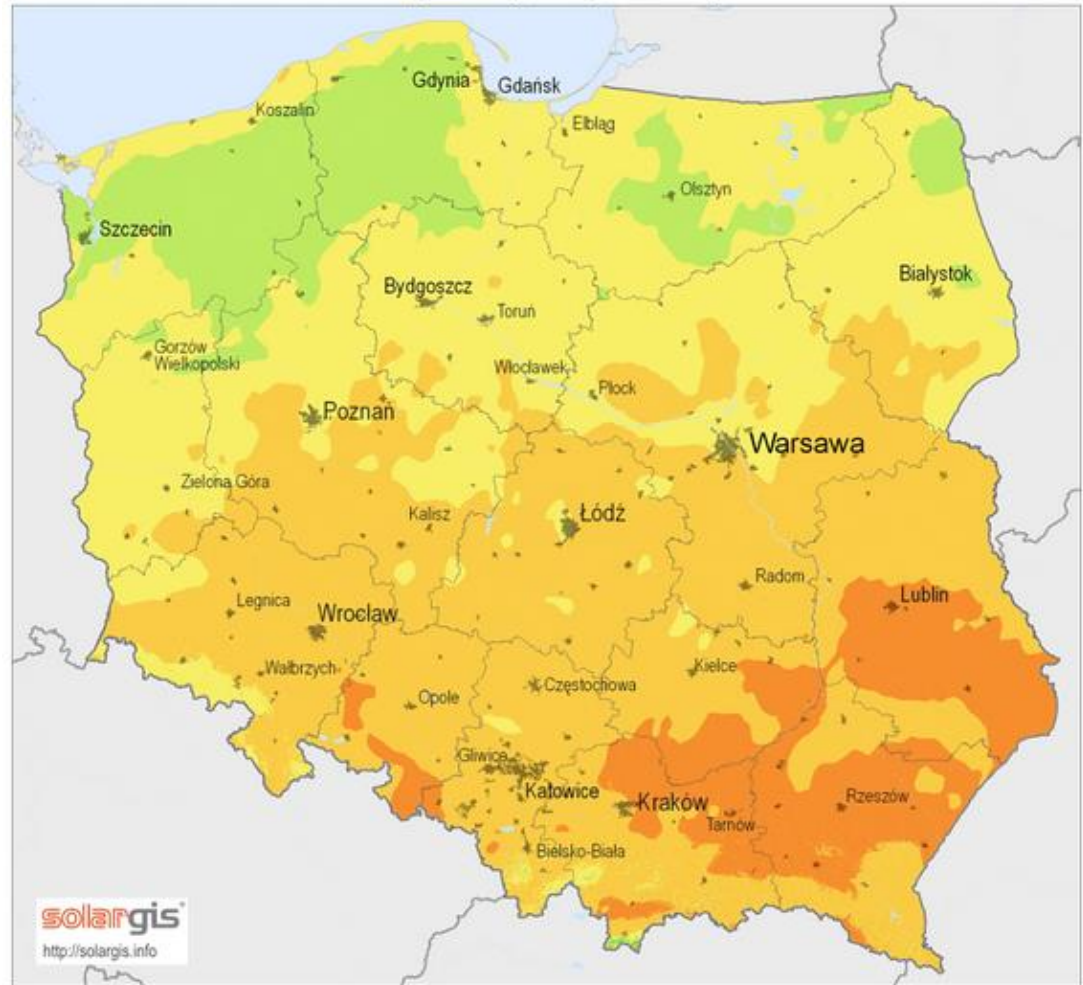 Gdynia
Gdańsk
Koszalin
Elbląg
Olsztyn
Szczecin
Białystok
Bydgoszcz
Toruń
Gorzów
Wielkopolski
Włocławek
Płock
Poznań
Warsawa
Zielona Góra
Kalisz
Łódź
Radom
Legnica
Lublin
Wrocław
Wałbrzych
Kielce
Opole
Częstochowa
Gliwice
Katowice
Kraków
Rzeszów
Tarnów
Bielsko-Biała
solargis
http://solargis.info